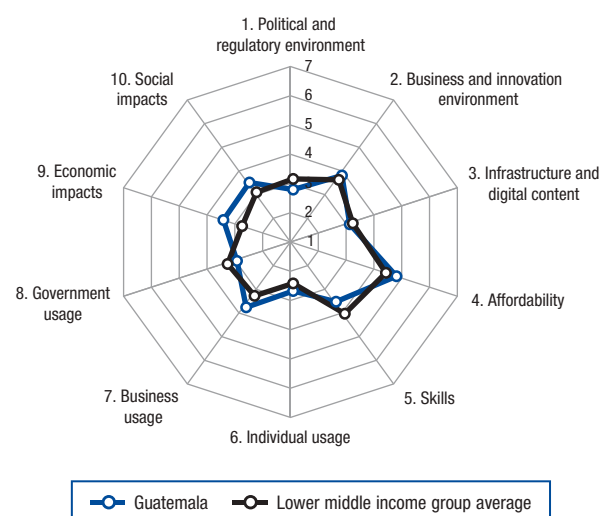 1. Political and
regulatory environment
7
10. Social
impacts
2. Business and innovation
environment
6
5
4
9. Economic
impacts
3. Infrastructure and
digital content
3
2
1
8. Government
usage
4. Affordability
7. Business
usage
5. Skills
6. Individual usage
Guatemala
Lower middle income group average